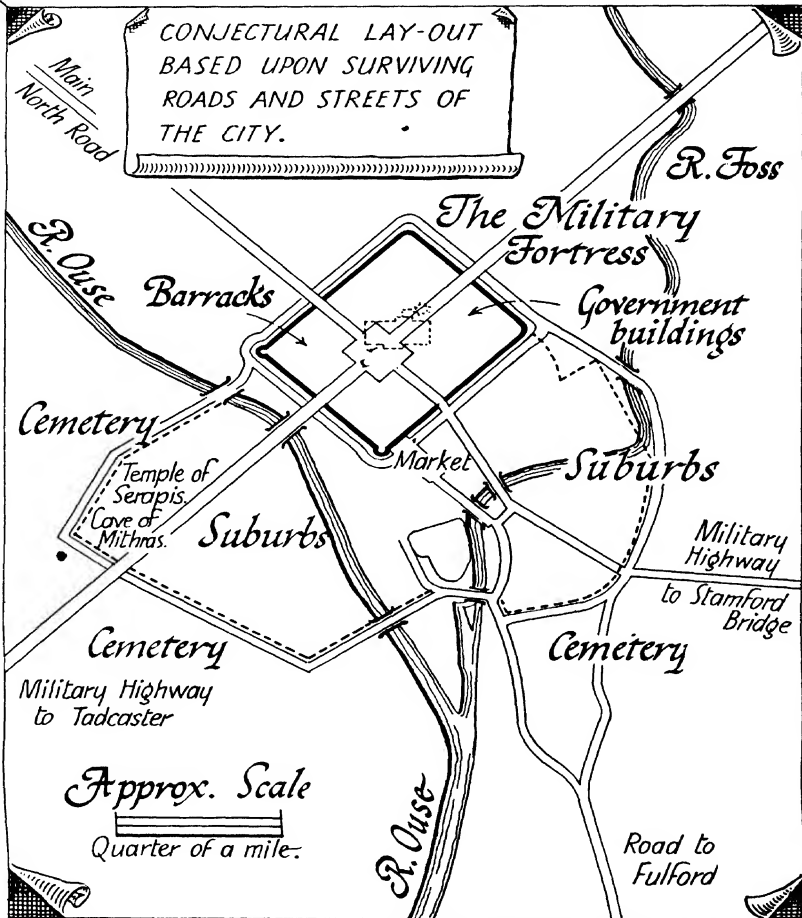 CONJECTURAL LAY-OUT
BASED UPON SURVIVING
ROADS AND STREETS OF
THE CITY.
Main
North Road
R. Foss
R. Ouse
The Military
Fortress
Barracks
Government
buildings
Cemetery
Market
Suburbs
Temple of
Serapis.
Cave of
Mithras.
Suburbs
Military
Highway
to Stamford
Bridge
Cemetery
Cemetery
Military Highway
to Tadcaster
Approx. Scale
Quarter of a mile.
R. Ouse
Road to
Fulford